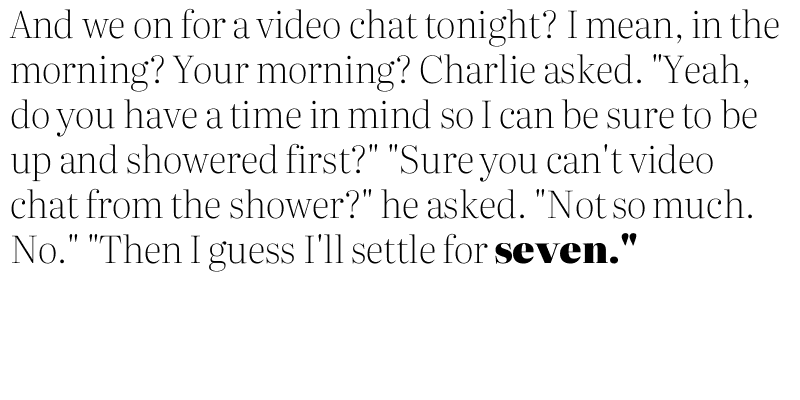 And we on for a video chat tonight? I mean, in the
morning? Your morning? Charlie asked. "Yeah,
do you have a time in mind so I can be sure to be
up and showered first?" "Sure you can't video
chat from the shower?" he asked. "Not so much.
No." "Then I guess I'll settle for seven."